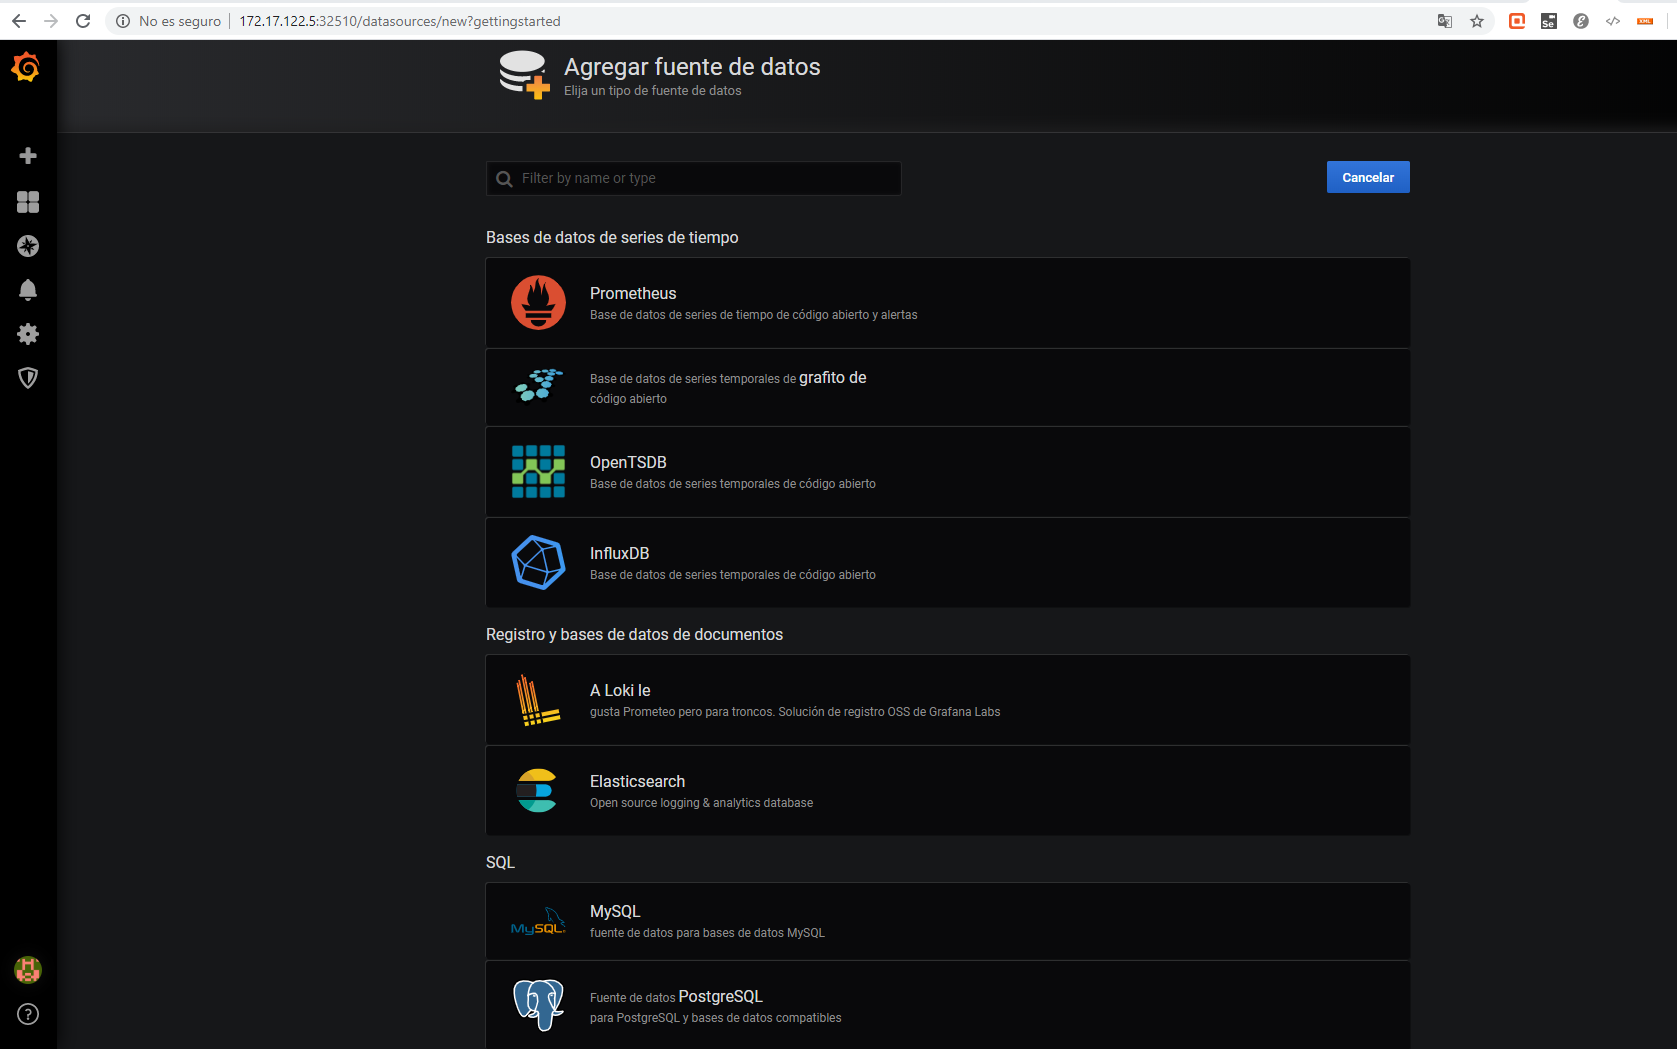 No es seguro | 172.17.122.5:32510/datasources/new?gettingstarted
Se
XML
Agregar fuente de datos
Elija un tipo de fuente de datos
Filter by name or type
Cancelar
Bases de datos de series de tiempo
Prometheus
Base de datos de series de tiempo de código abierto y alertas
Base de datos de series temporales de grafito de
código abierto
OpenTSDB
Base de datos de series temporales de código abierto
InfluxDB
Base de datos de series temporales de código abierto
Registro y bases de datos de documentos
A Loki le
gusta Prometeo pero para troncos. Solución de registro OSS de Grafana Labs
Elasticsearch
Open source logging & analytics database
SQL
MySQL
MySQL
fuente de datos para bases de datos MySQL
Fuente de datos PostgreSQL
para PostgreSQL y bases de datos compatibles